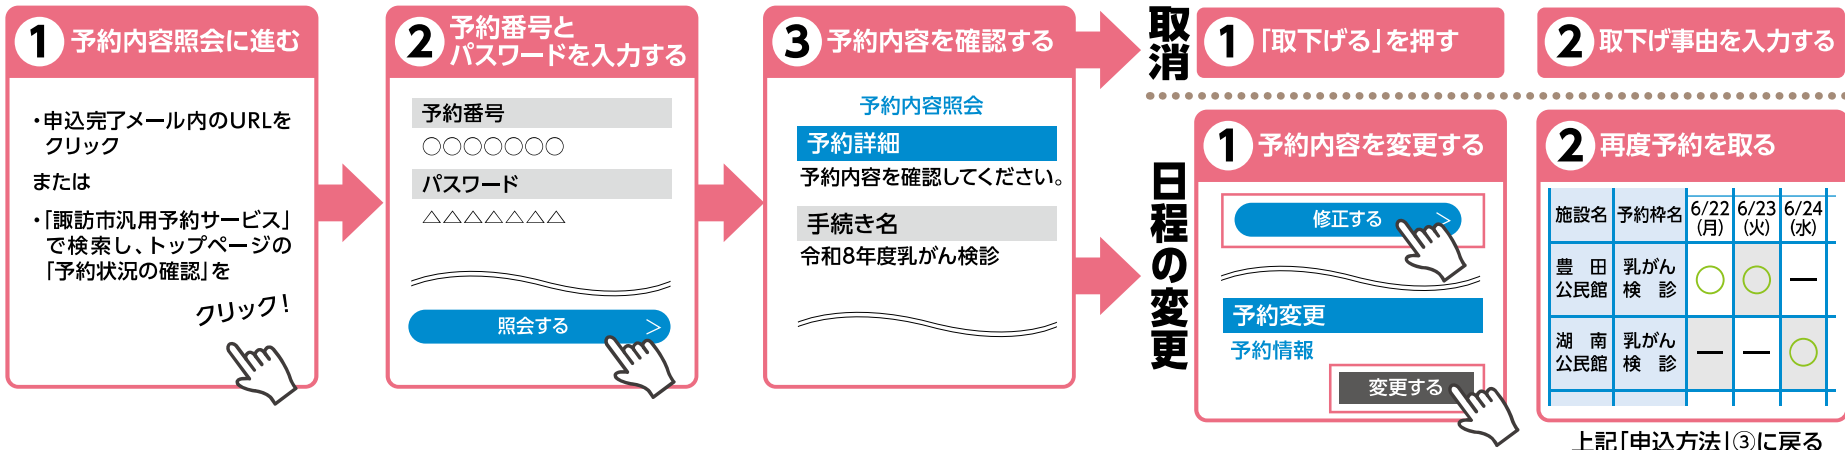 1 予約内容照会に進む
・申込完了メール内のURLを
クリック
または
・「諏訪市汎用予約サービス」
で検索し、トップページの
「予約状況の確認」を
クリック!
2 予約番号と
パスワードを入力する
予約番号
○○○○○○○
パスワード
△△△△△△△
照会する >
3 予約内容を確認する
予約内容照会
予約詳細
予約内容を確認してください。
手続き名
令和8年度乳がん検診
取消
1 「取下げる」を押す
2 取下げ事由を入力する
日程の変更
1 予約内容を変更する
修正する >
予約変更
予約情報
変更する
2 再度予約を取る
施設名 予約枠名 6/22 (月) 6/23 (火) 6/24 (水)
豊田公民館 乳がん検診 ○ ○ ー
湖南公民館 乳がん検診 ー ー ○
上記「申込方法」③に戻る